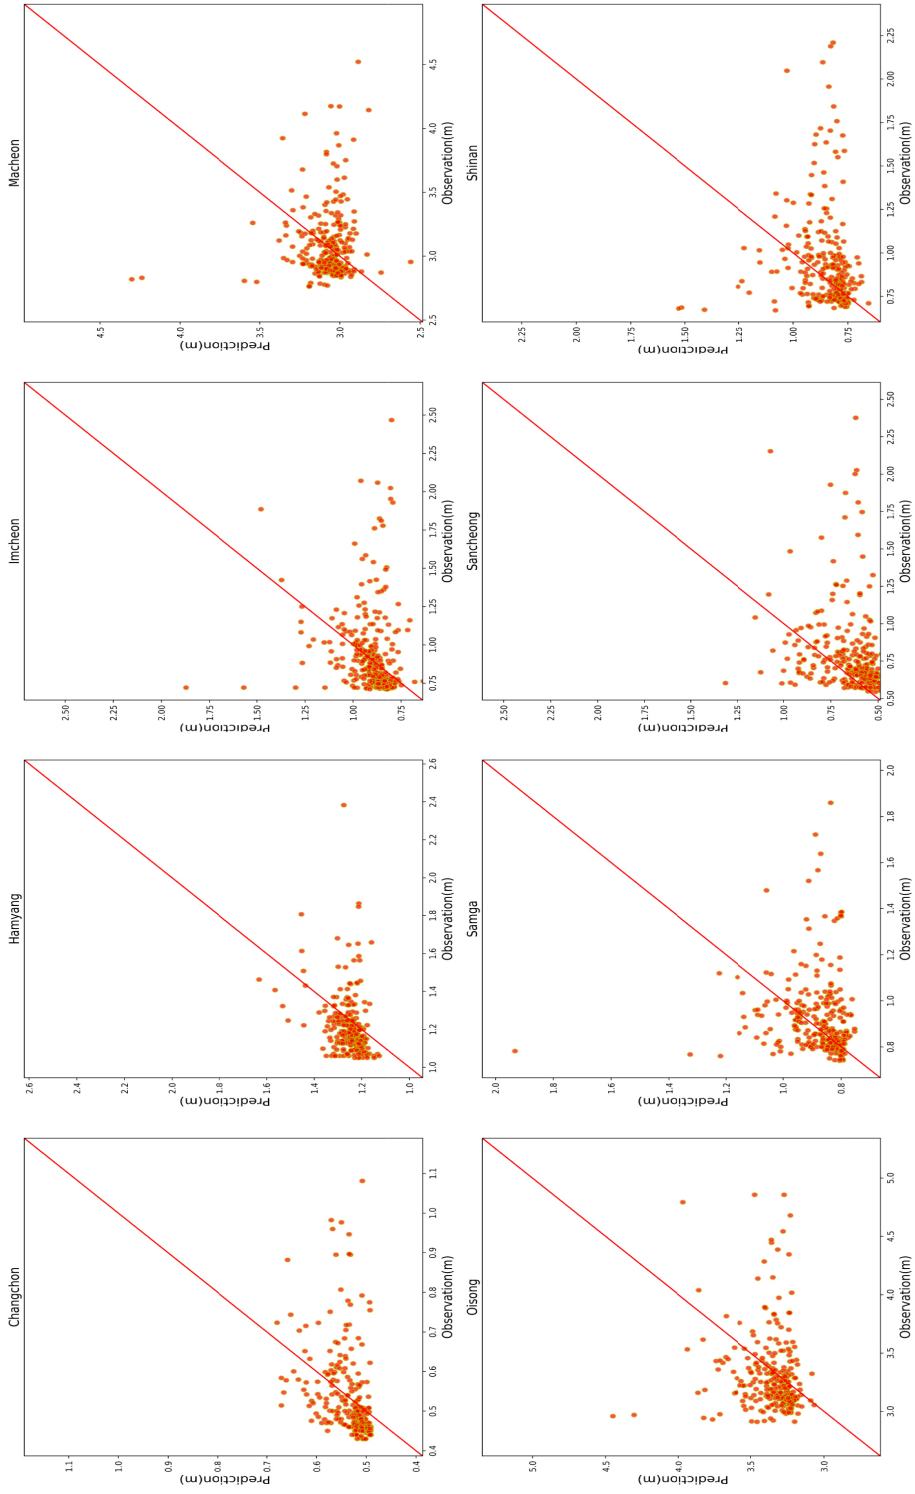 Changchon
1.1
1.0
0.9
0.8
0.7
0.6
0.5
0.4
Prediction(m)
0.4 0.5 0.6 0.7 0.8 0.9 1.0 1.1
Observation(m)
Hamyang
2.6
2.4
2.2
2.0
1.8
1.6
1.4
1.2
1.0
Prediction(m)
1.0 1.2 1.4 1.6 1.8 2.0 2.2 2.4 2.6
Observation(m)
Imcheon
2.50
2.25
2.00
1.75
1.50
1.25
1.00
0.75
Prediction(m)
0.75 1.00 1.25 1.50 1.75 2.00 2.25 2.50
Observation(m)
Macheon
4.5
4.0
3.5
3.0
2.5
Prediction(m)
2.5 3.0 3.5 4.0 4.5
Observation(m)
Oisong
5.0
4.5
4.0
3.5
3.0
Prediction(m)
3.0 3.5 4.0 4.5 5.0
Observation(m)
Samga
2.0
1.8
1.6
1.4
1.2
1.0
0.8
Prediction(m)
0.8 1.0 1.2 1.4 1.6 1.8 2.0
Observation(m)
Sancheong
2.50
2.25
2.00
1.75
1.50
1.25
1.00
0.75
0.50
Prediction(m)
0.50 0.75 1.00 1.25 1.50 1.75 2.00 2.25 2.50
Observation(m)
Shinan
2.25
2.00
1.75
1.50
1.25
1.00
0.75
Prediction(m)
0.75 1.00 1.25 1.50 1.75 2.00 2.25
Observation(m)